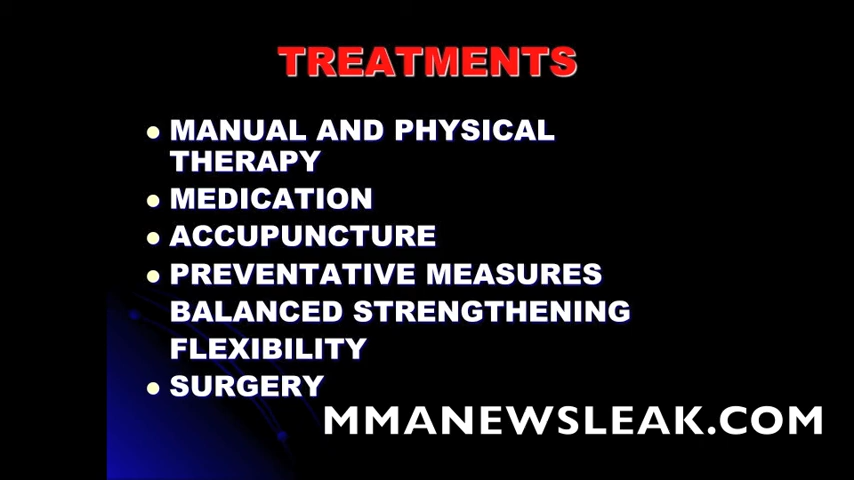 TREATMENTS
MANUAL AND PHYSICAL
THERAPY
MEDICATION
ACCUPUNCTURE
PREVENTATIVE MEASURES
BALANCED STRENGTHENING
FLEXIBILITY
SURGERY
MMANEWSLEAK.COM